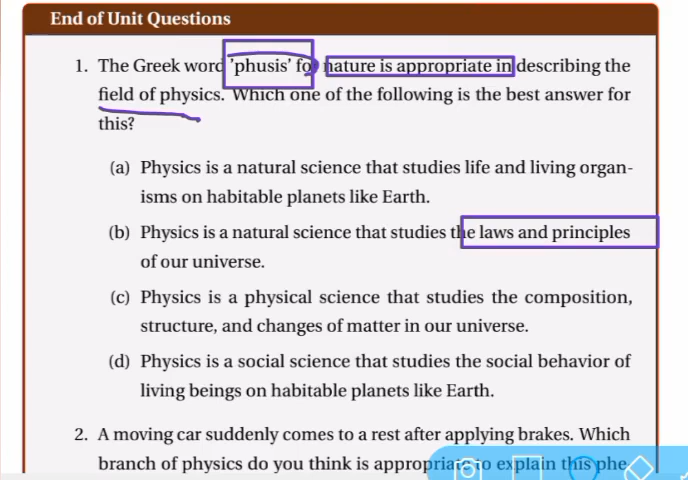 End of Unit Questions
1. The Greek word 'phusis' for nature is appropriate in describing the
field of physics. Which one of the following is the best answer for
this?
(a) Physics is a natural science that studies life and living organ-
isms on habitable planets like Earth.
(b) Physics is a natural science that studies the laws and principles
of our universe.
(c) Physics is a physical science that studies the composition,
structure, and changes of matter in our universe.
(d) Physics is a social science that studies the social behavior of
living beings on habitable planets like Earth.
2. A moving car suddenly comes to a rest after applying brakes. Which
branch of physics do you think is appropriate to explain this phe